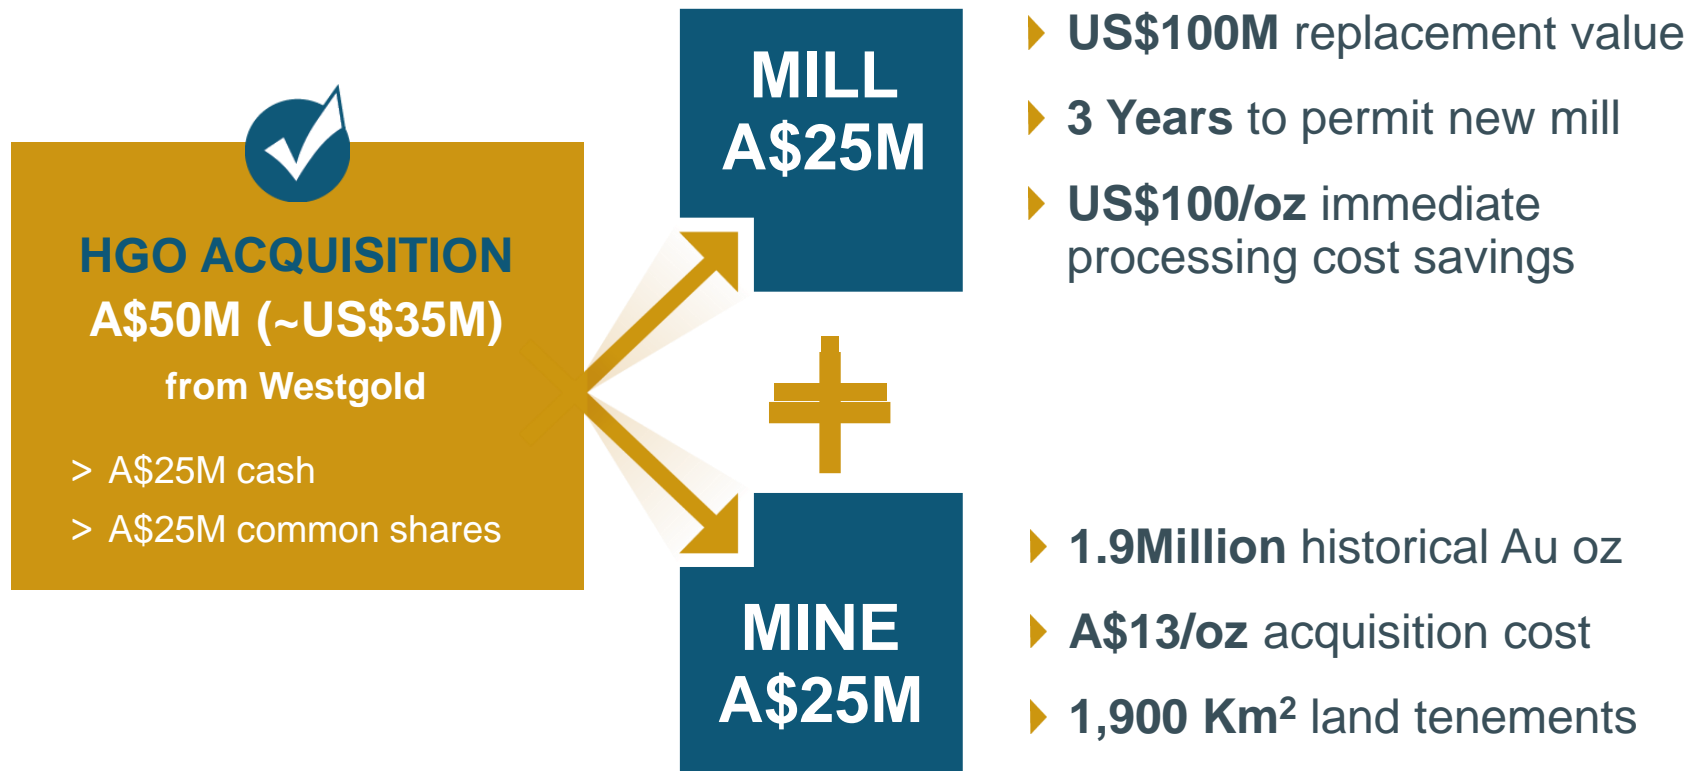 HGO ACQUISITION
A$50M (~US$35M)
from Westgold
> A$25M cash
> A$25M common shares
MILL
A$25M
US$100M replacement value
3 Years to permit new mill
US$100/oz immediate
processing cost savings
MINE
A$25M
1.9Million historical Au oz
A$13/oz acquisition cost
1,900 Km² land tenements